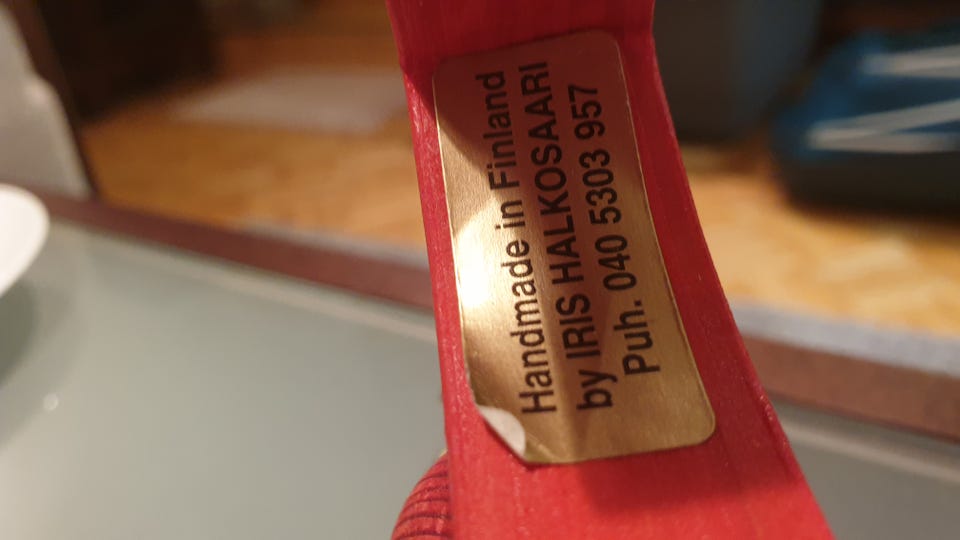 Handmade in Finland
by IRIS HALKOSAARI
Puh. 040 5303 957